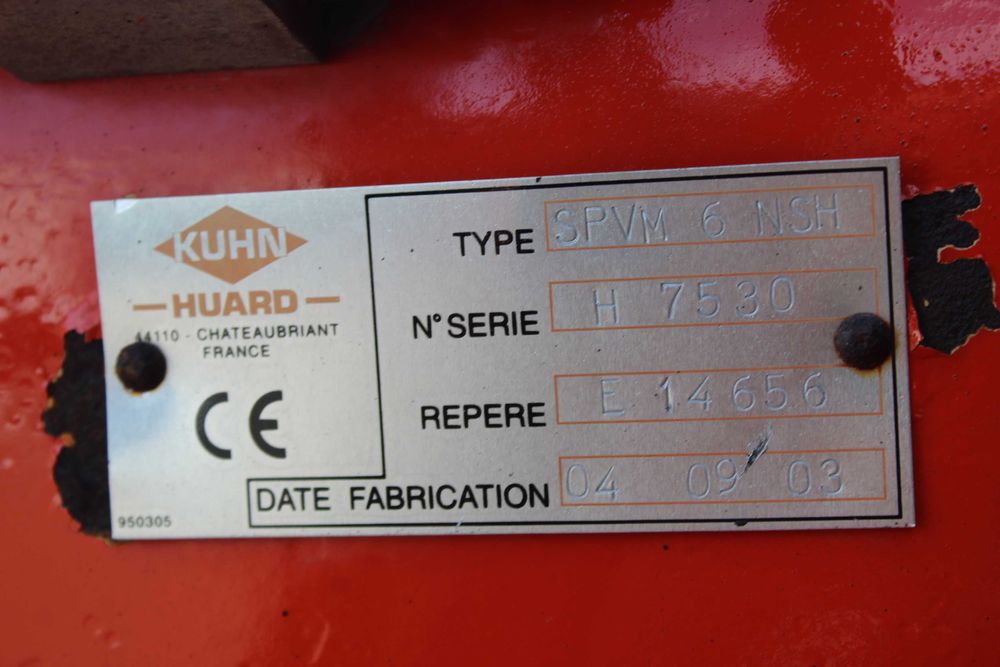 KUHN
HUARD
44110 - CHATEAUBRIANT
FRANCE
CE
950305
TYPE SPVM 6 NSH
N° SERIE H 7530
REPERE E 14656
DATE FABRICATION 04 09 03